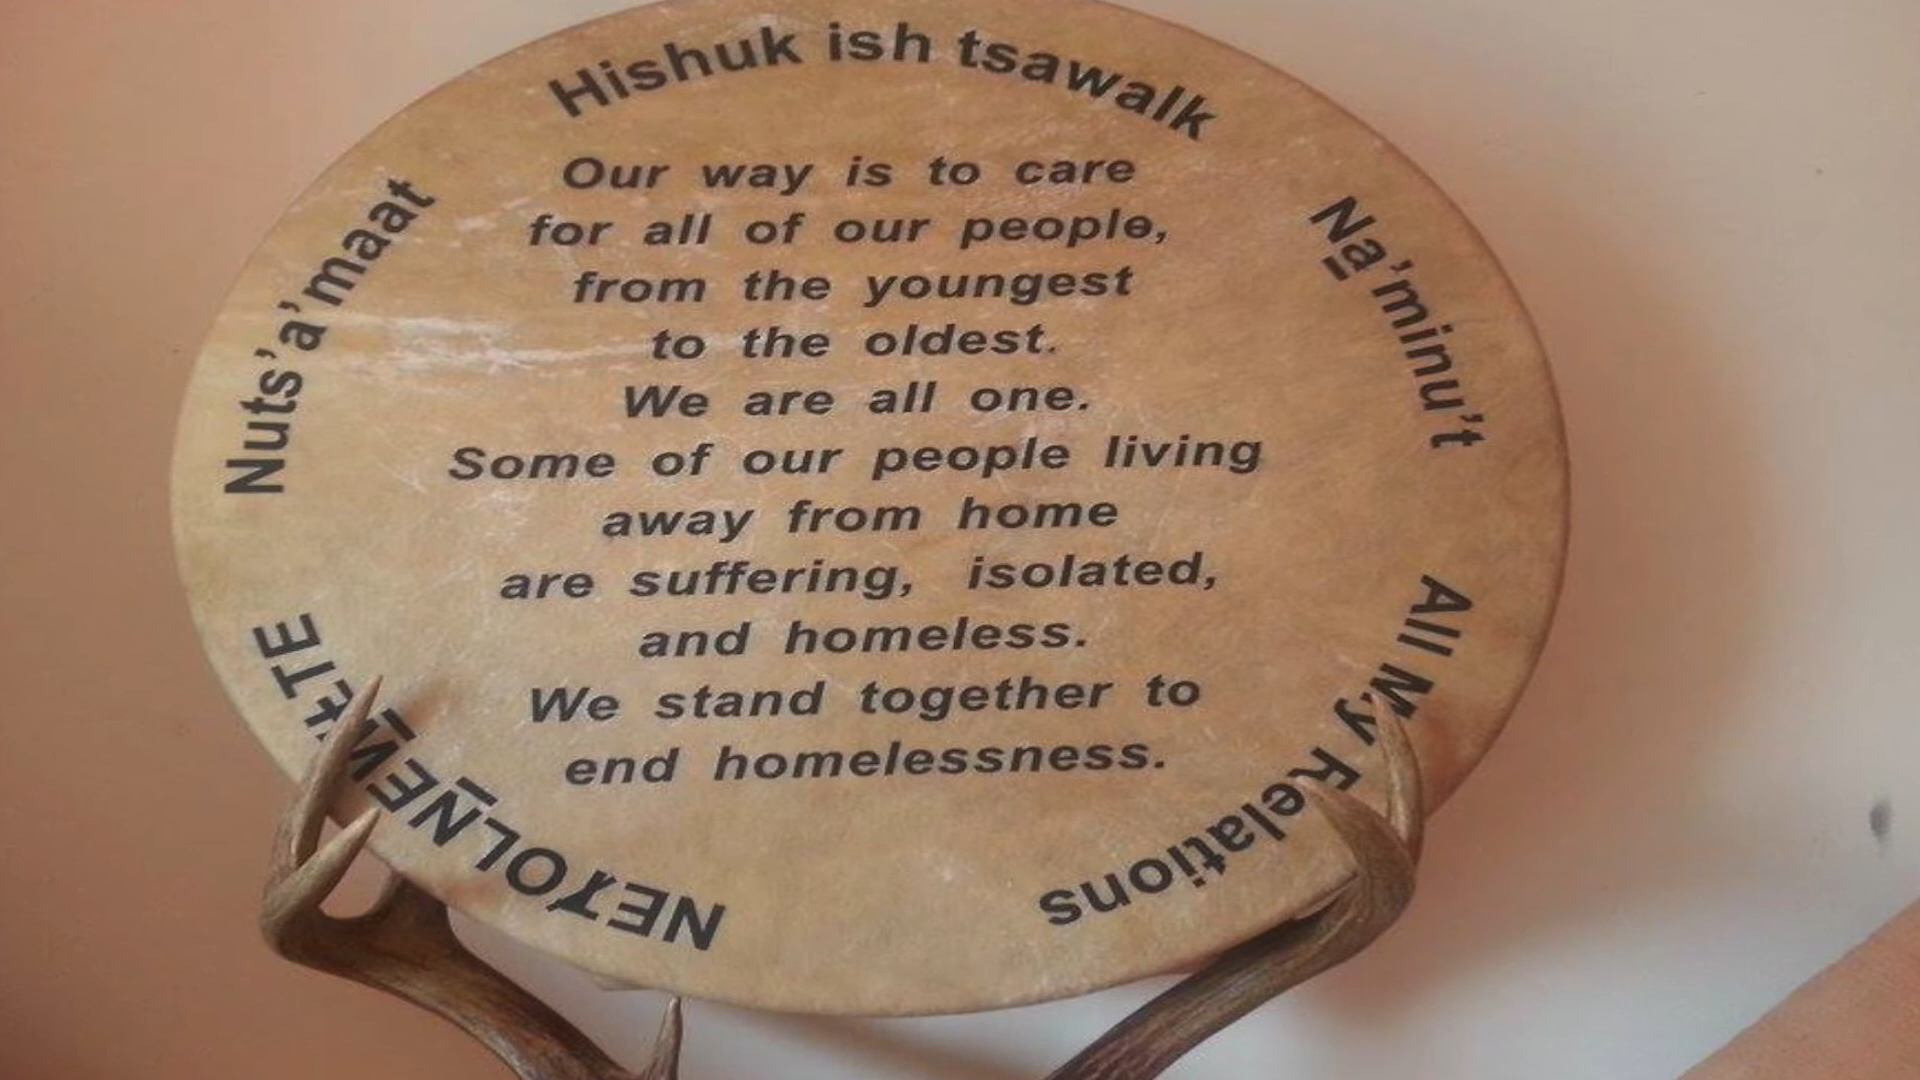 Hishuk ish tsawalk
Nuts'a'maat
Na̱'minu't
Our way is to care
for all of our people,
from the youngest
to the oldest.
We are all one.
Some of our people living
away from home
are suffering, isolated,
and homeless.
We stand together to
end homelessness.
All My Relations